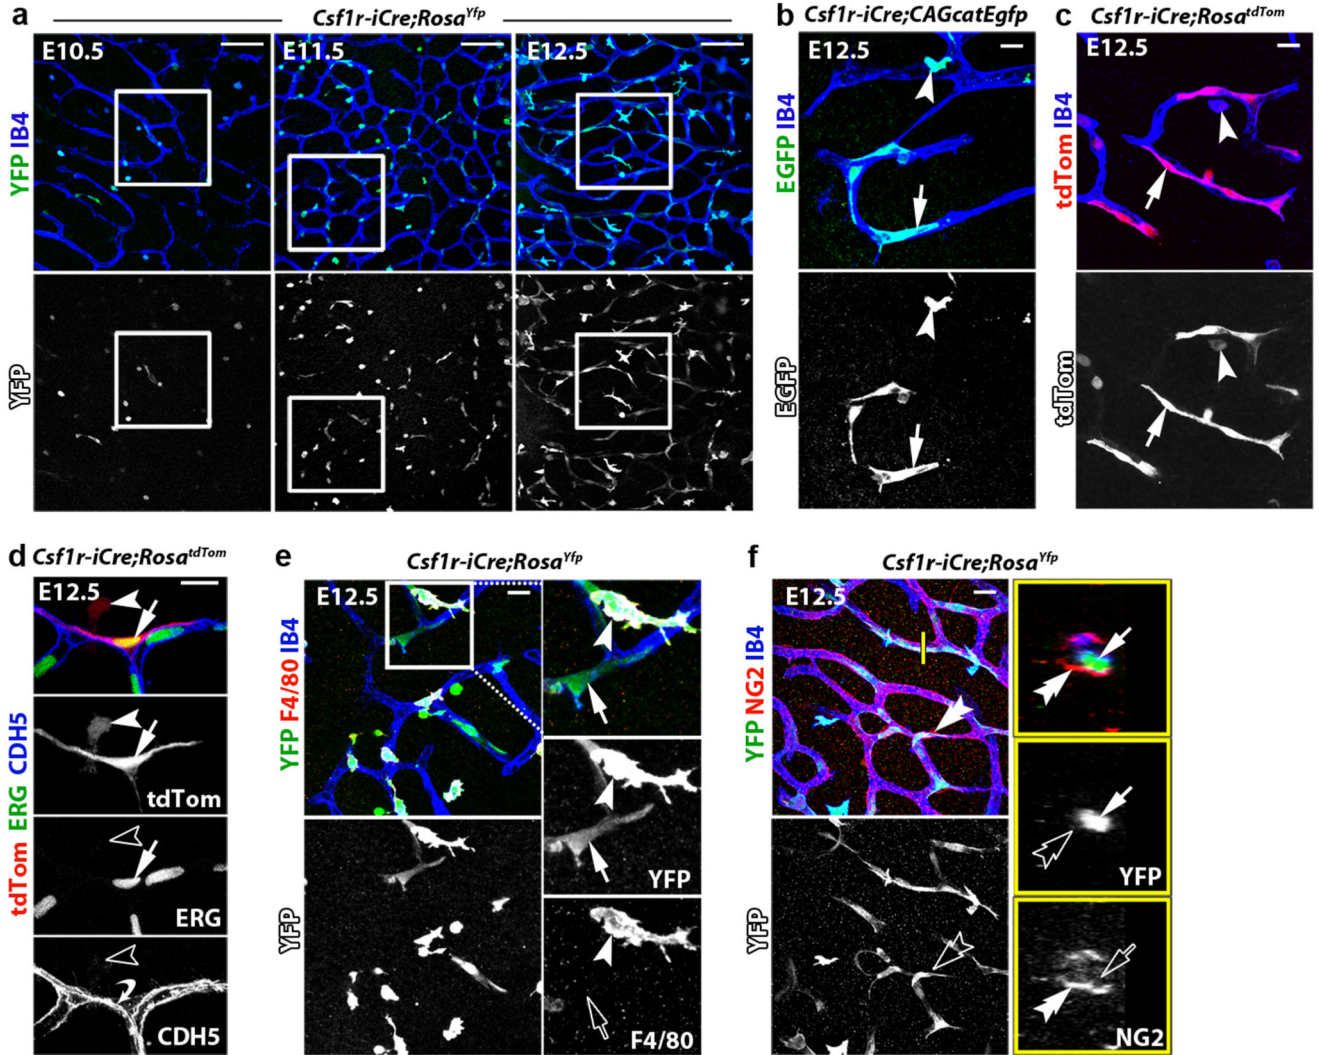 a Csf1r-iCre;RosaYfp
E10.5 E11.5 E12.5
YFP IB4
YFP
b Csf1r-iCre;CAGcatEgfp
E12.5
EGFP IB4
EGFP
c Csf1r-iCre;RosatdTom
E12.5
tdTom IB4
tdTom
d Csf1r-iCre;RosatdTom
E12.5
tdTom ERG CDH5
tdTom
ERG
CDH5
e Csf1r-iCre;RosaYfp
E12.5
YFP F4/80 IB4
YFP
YFP
F4/80
f Csf1r-iCre;RosaYfp
E12.5
YFP NG2 IB4
YFP
YFP
NG2